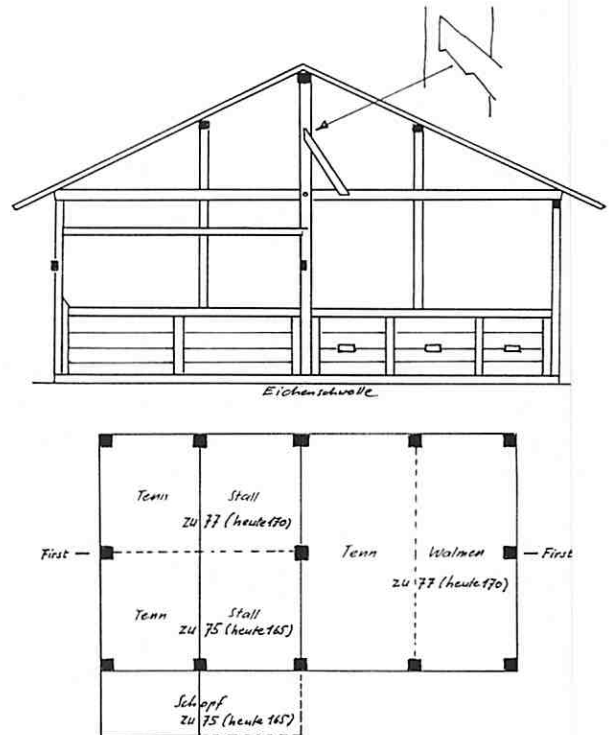 Eichenschwelle
Tenn Stall
zu 77 (heute 170)
First — Tenn Walmen — First
zu 77 (heute 170)
Tenn Stall
zu 75 (heute 165)
Schopf
zu 75 (heute 165)